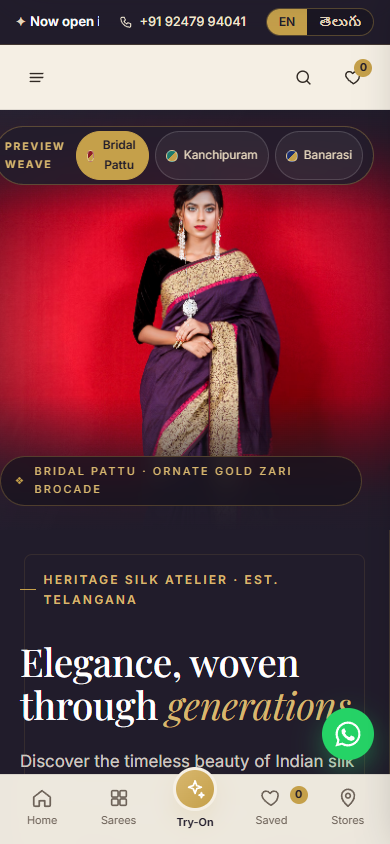 Now open i
+91 92479 94041
EN
తెలుగు
0
PREVIEW
WEAVE
Bridal
Pattu
Kanchipuram
Banarasi
BRIDAL PATTU · ORNATE GOLD ZARI
BROCADE
HERITAGE SILK ATELIER · EST.
TELANGANA
Elegance, woven
through generations
Discover the timeless beauty of Indian silk
Home
Sarees
Try-On
Saved
0
Stores